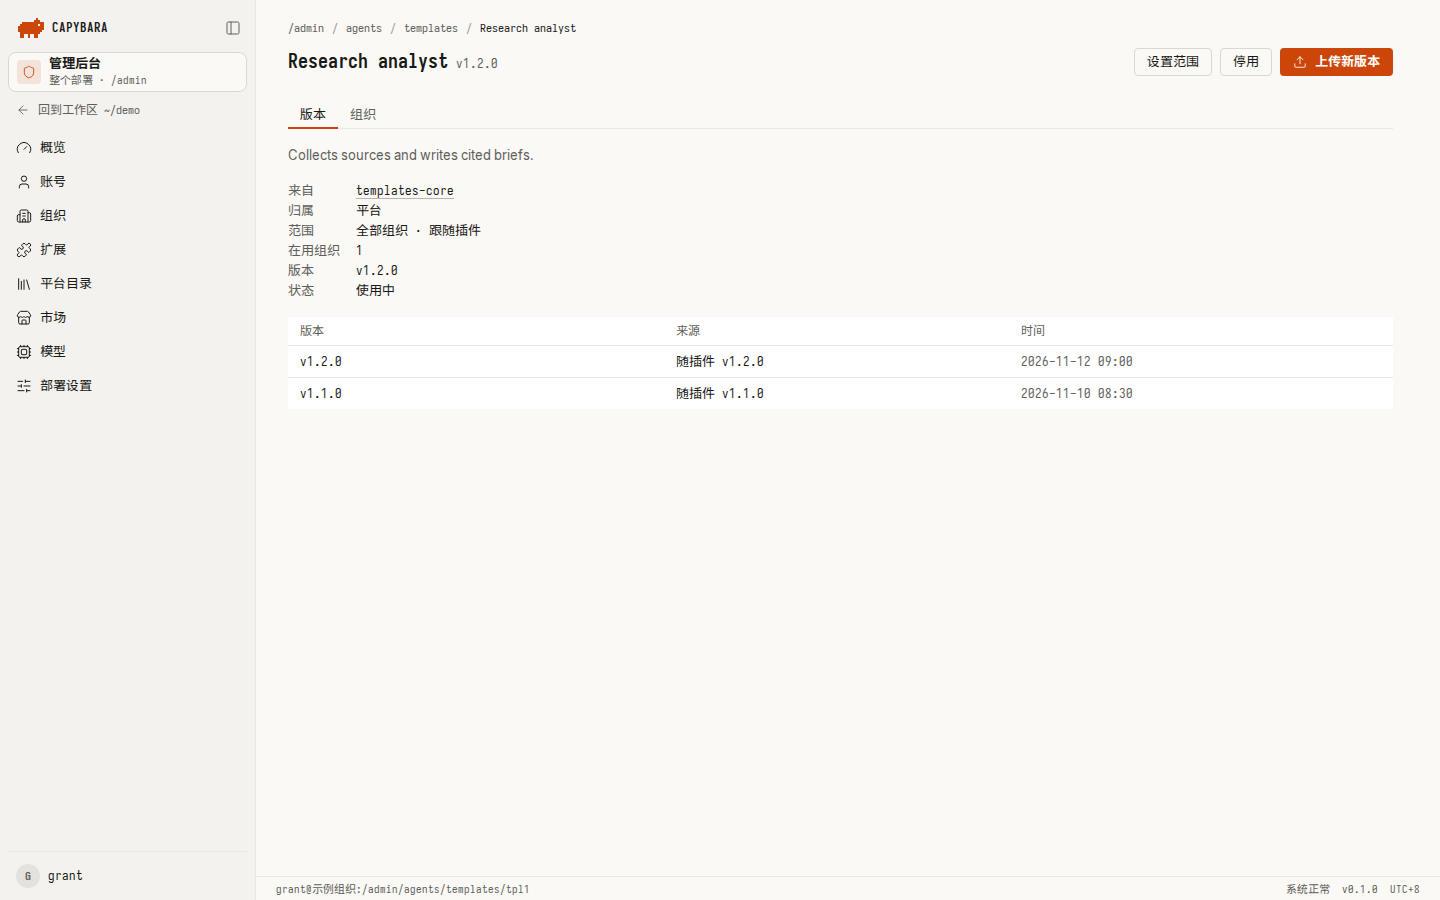 CAPYBARA
管理后台
整个部署 · /admin
回到工作区 ~/demo
概览
账号
组织
扩展
平台目录
市场
模型
部署设置
G grant
/admin / agents / templates / Research analyst
Research analyst v1.2.0
设置范围 停用 上传新版本
版本 组织
Collects sources and writes cited briefs.
来自 templates-core
归属 平台
范围 全部组织 · 跟随插件
在用组织 1
版本 v1.2.0
状态 使用中
版本 来源 时间
v1.2.0 随插件 v1.2.0 2026-11-12 09:00
v1.1.0 随插件 v1.1.0 2026-11-10 08:30
grant@示例组织:/admin/agents/templates/tpl1
系统正常 v0.1.0 UTC+8